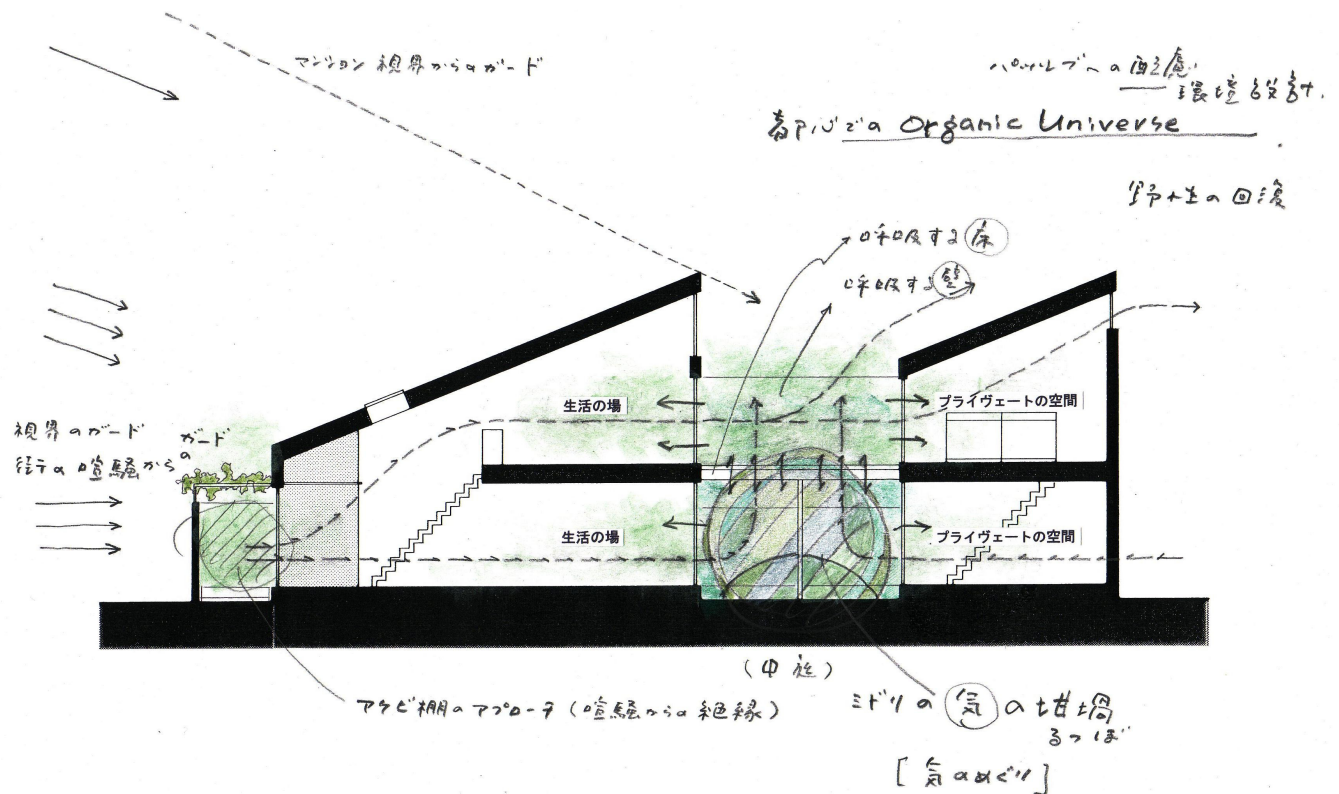 マンション視界からのガード
パッシブへの配慮
環境設計.
都心での Organic Universe
野性の回復
呼吸する床
呼吸する壁
生活の場
プライヴェートの空間
視界のガード
街の喧騒からの
ガード
生活の場
プライヴェートの空間
(中庭)
アケビ棚のアプローチ(喧騒からの絶縁)
ミドリの気の坩堝
るつぼ
[気のめぐり]